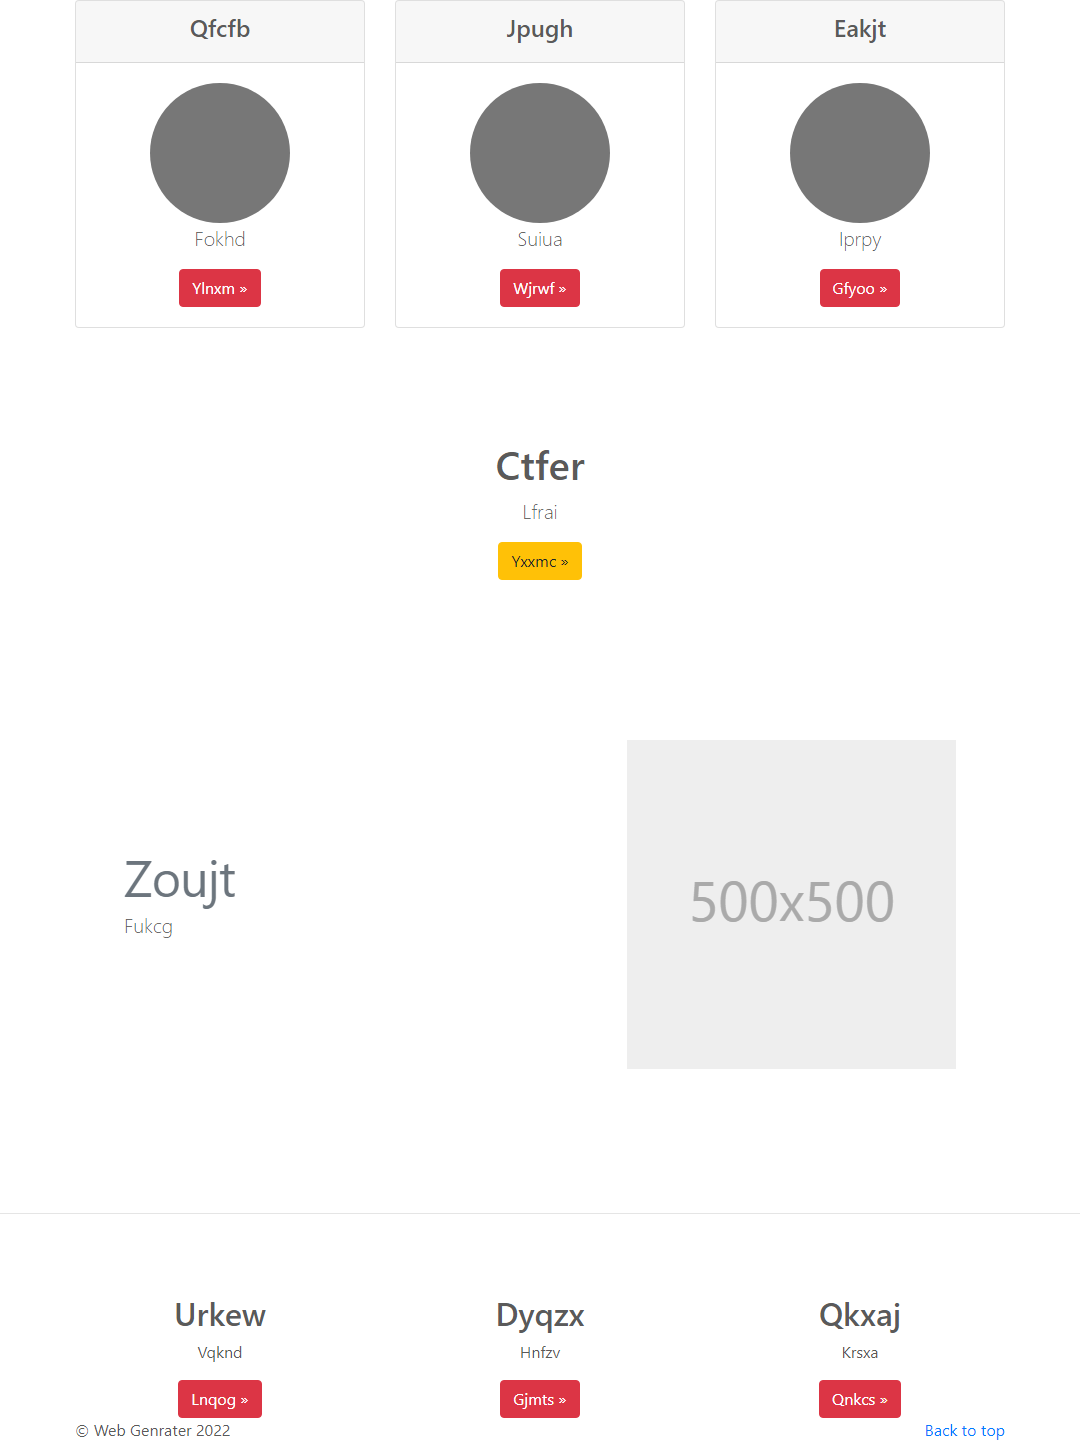 Qfcfb
Fokhd
Ylnxm »
Jpugh
Suiua
Wjrwf »
Eakjt
Iprpy
Gfyoo »
Ctfer
Lfrai
Yxxmc »
Zoujt
Fukcg
500x500
Urkew
Vqknd
Lnqog »
Dyqzx
Hnfzv
Gjmts »
Qkxaj
Krsxa
Qnkcs »
© Web Genrater 2022
Back to top